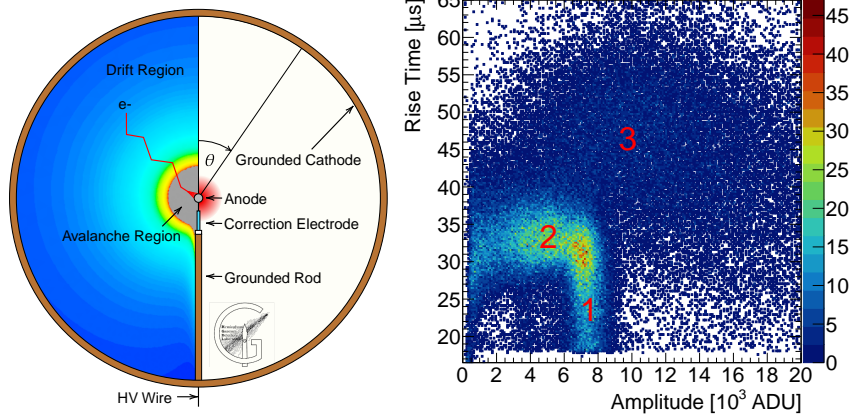 Drift Region
e-
θ
Grounded Cathode
Anode
Correction Electrode
Avalanche Region
Grounded Rod
G
HV Wire
Rise Time [μs]
65
60
55
50
45
40
35
30
25
20
3
2
1
0 2 4 6 8 10 12 14 16 18 20
Amplitude [10³ ADU]
45
40
35
30
25
20
15
10
5
0